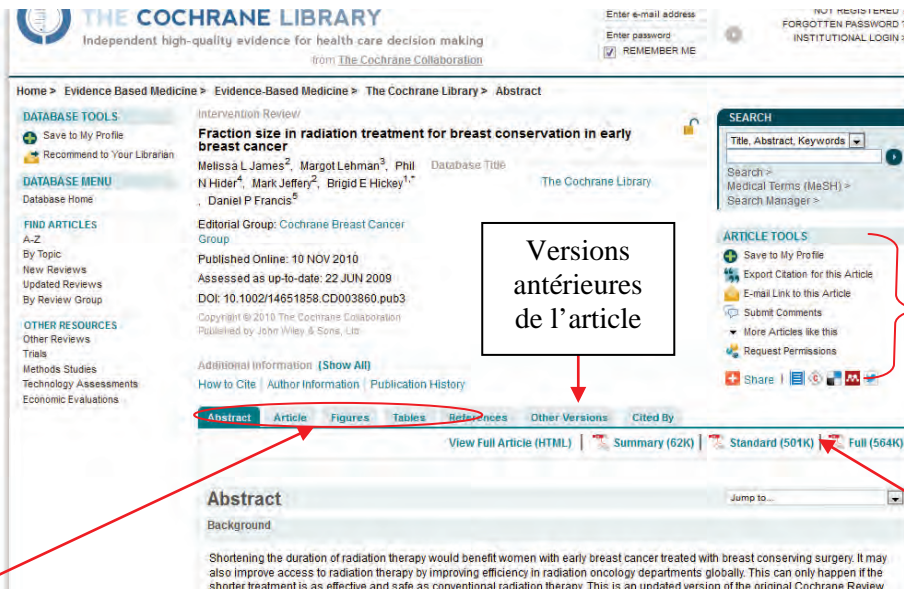 THE COCHRANE LIBRARY
Independent high-quality evidence for health care decision making
from The Cochrane Collaboration
Enter e-mail address
Enter password
REMEMBER ME
NOT REGISTERED
FORGOTTEN PASSWORD ?
INSTITUTIONAL LOGIN >
Home > Evidence Based Medicine > Evidence-Based Medicine > The Cochrane Library > Abstract
DATABASE TOOLS
Save to My Profile
Recommend to Your Librarian
DATABASE MENU
Database Home
FIND ARTICLES
A-Z
By Topic
New Reviews
Updated Reviews
By Review Group
OTHER RESOURCES
Other Reviews
Trials
Methods Studies
Technology Assessments
Economic Evaluations
Intervention Review
Fraction size in radiation treatment for breast conservation in early
breast cancer
Melissa L James2, Margot Lehman3, Phil
N Hider4, Mark Jeffery2, Brigid E Hickey1,*
, Daniel P Francis5
Database Title
The Cochrane Library
Editorial Group: Cochrane Breast Cancer
Group
Published Online: 10 NOV 2010
Assessed as up-to-date: 22 JUN 2009
DOI: 10.1002/14651858.CD003860.pub3
Copyright © 2010 The Cochrane Collaboration
Published by John Wiley & Sons, Ltd
Additional Information (Show All)
How to Cite | Author Information | Publication History
Versions
antérieures
de l’article
SEARCH
Title, Abstract, Keywords
Search >
Medical Terms (MeSH) >
Search Manager >
ARTICLE TOOLS
Save to My Profile
Export Citation for this Article
E-mail Link to this Article
Submit Comments
More Articles like this
Request Permissions
Share |
Abstract Article Figures Tables References Other Versions Cited By
View Full Article (HTML) | Summary (62K) | Standard (501K) | Full (564K)
Abstract
Jump to...
Background
Shortening the duration of radiation therapy would benefit women with early breast cancer treated with breast conserving surgery. It may
also improve access to radiation therapy by improving efficiency in radiation oncology departments globally. This can only happen if the
shorter treatment is as effective and safe as conventional radiation therapy. This is an updated version of the original Cochrane Review